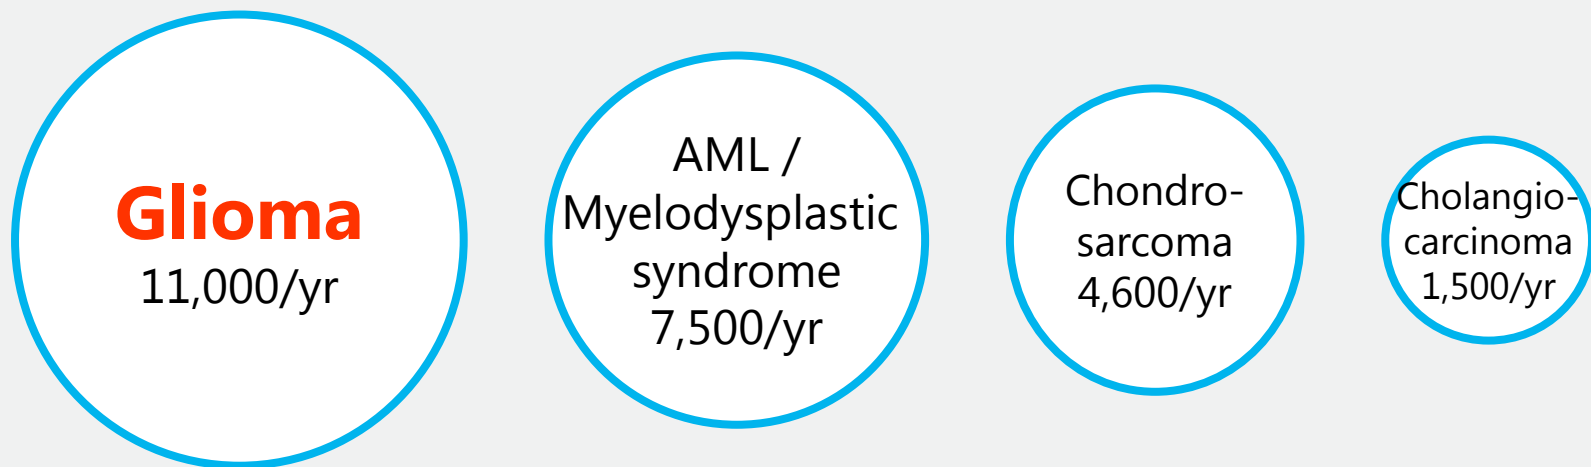 Glioma
11,000/yr
AML /
Myelodysplastic
syndrome
7,500/yr
Chondro-
sarcoma
4,600/yr
Cholangio-
carcinoma
1,500/yr